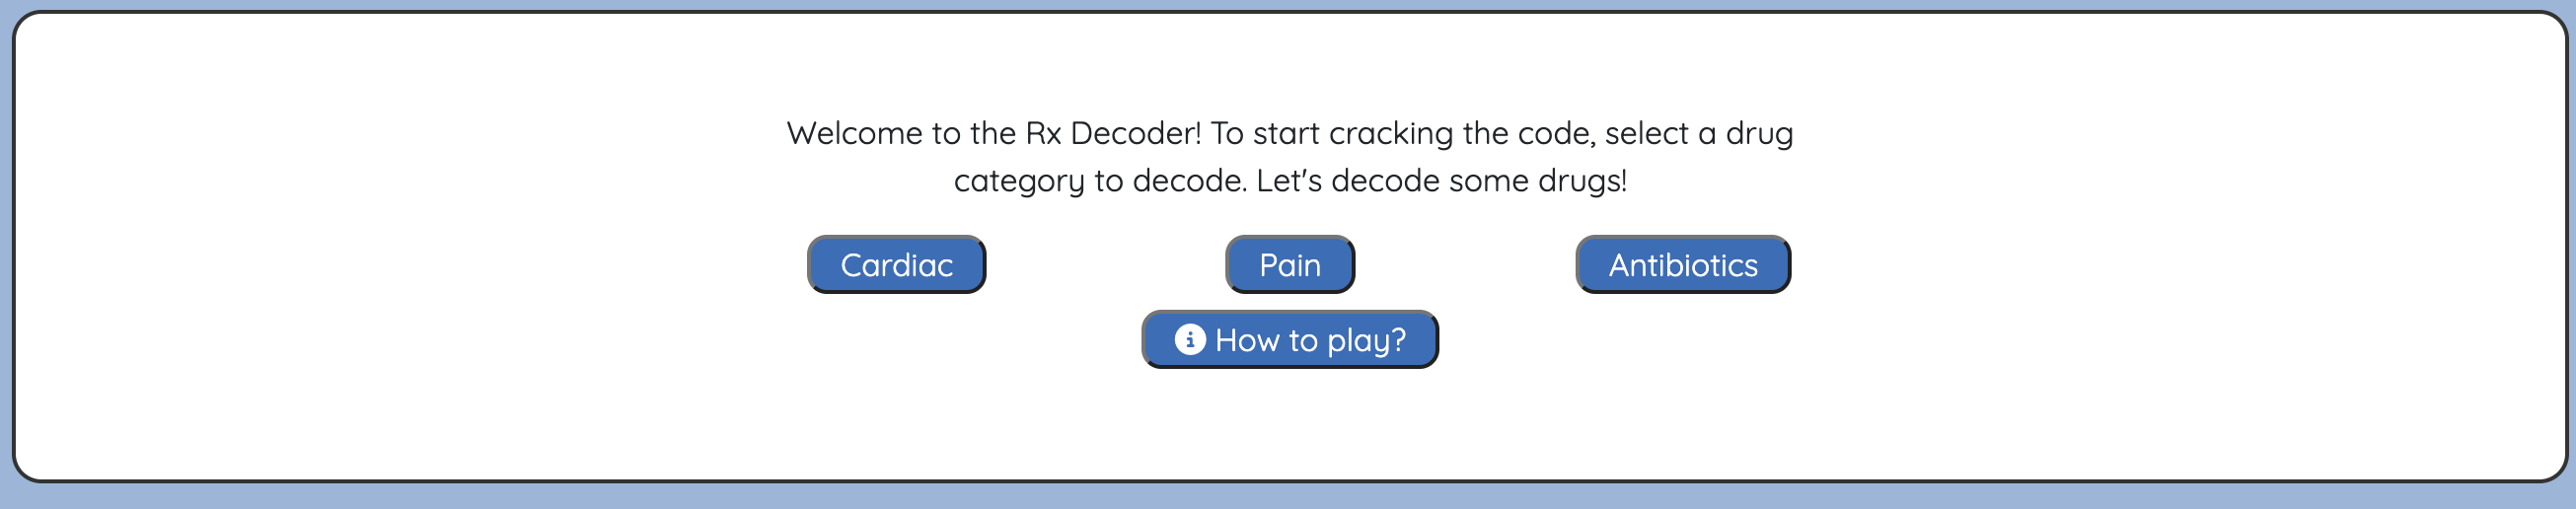 Welcome to the Rx Decoder! To start cracking the code, select a drug
category to decode. Let's decode some drugs!
Cardiac
Pain
Antibiotics
How to play?